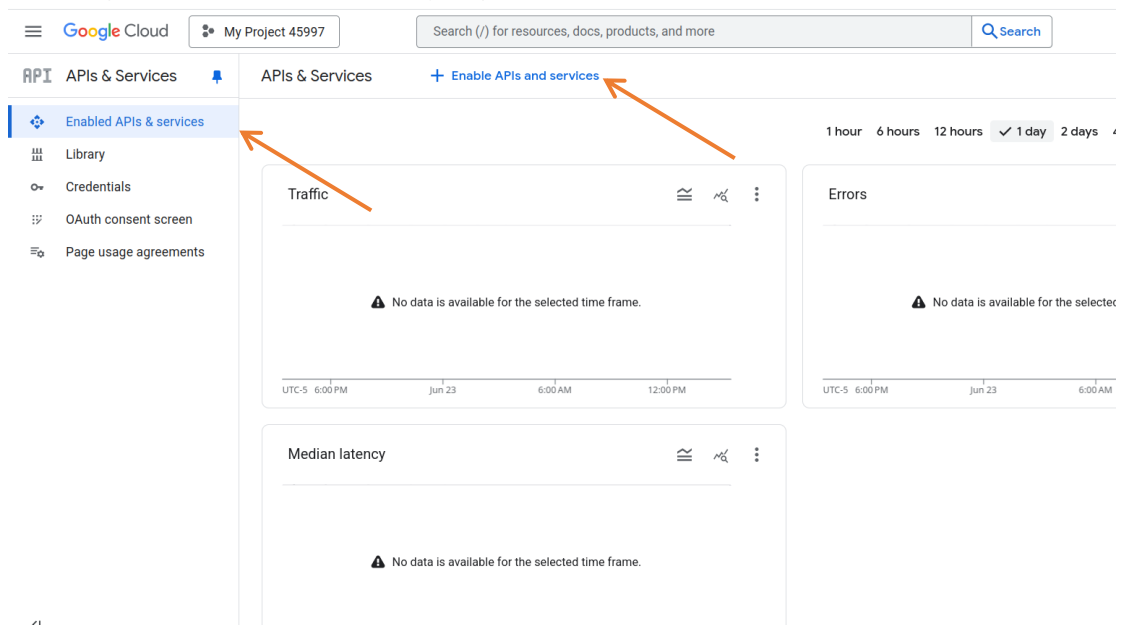 Google Cloud
My Project 45997
Search (/) for resources, docs, products, and more
Search
API APIs & Services
APIs & Services
Enable APIs and services
Enabled APIs & services
Library
Credentials
OAuth consent screen
Page usage agreements
1 hour 6 hours 12 hours 1 day 2 days
Traffic
No data is available for the selected time frame.
UTC-5 6:00 PM Jun 23 6:00 AM 12:00 PM
Errors
No data is available for the selected
UTC-5 6:00 PM Jun 23 6:00 AM
Median latency
No data is available for the selected time frame.